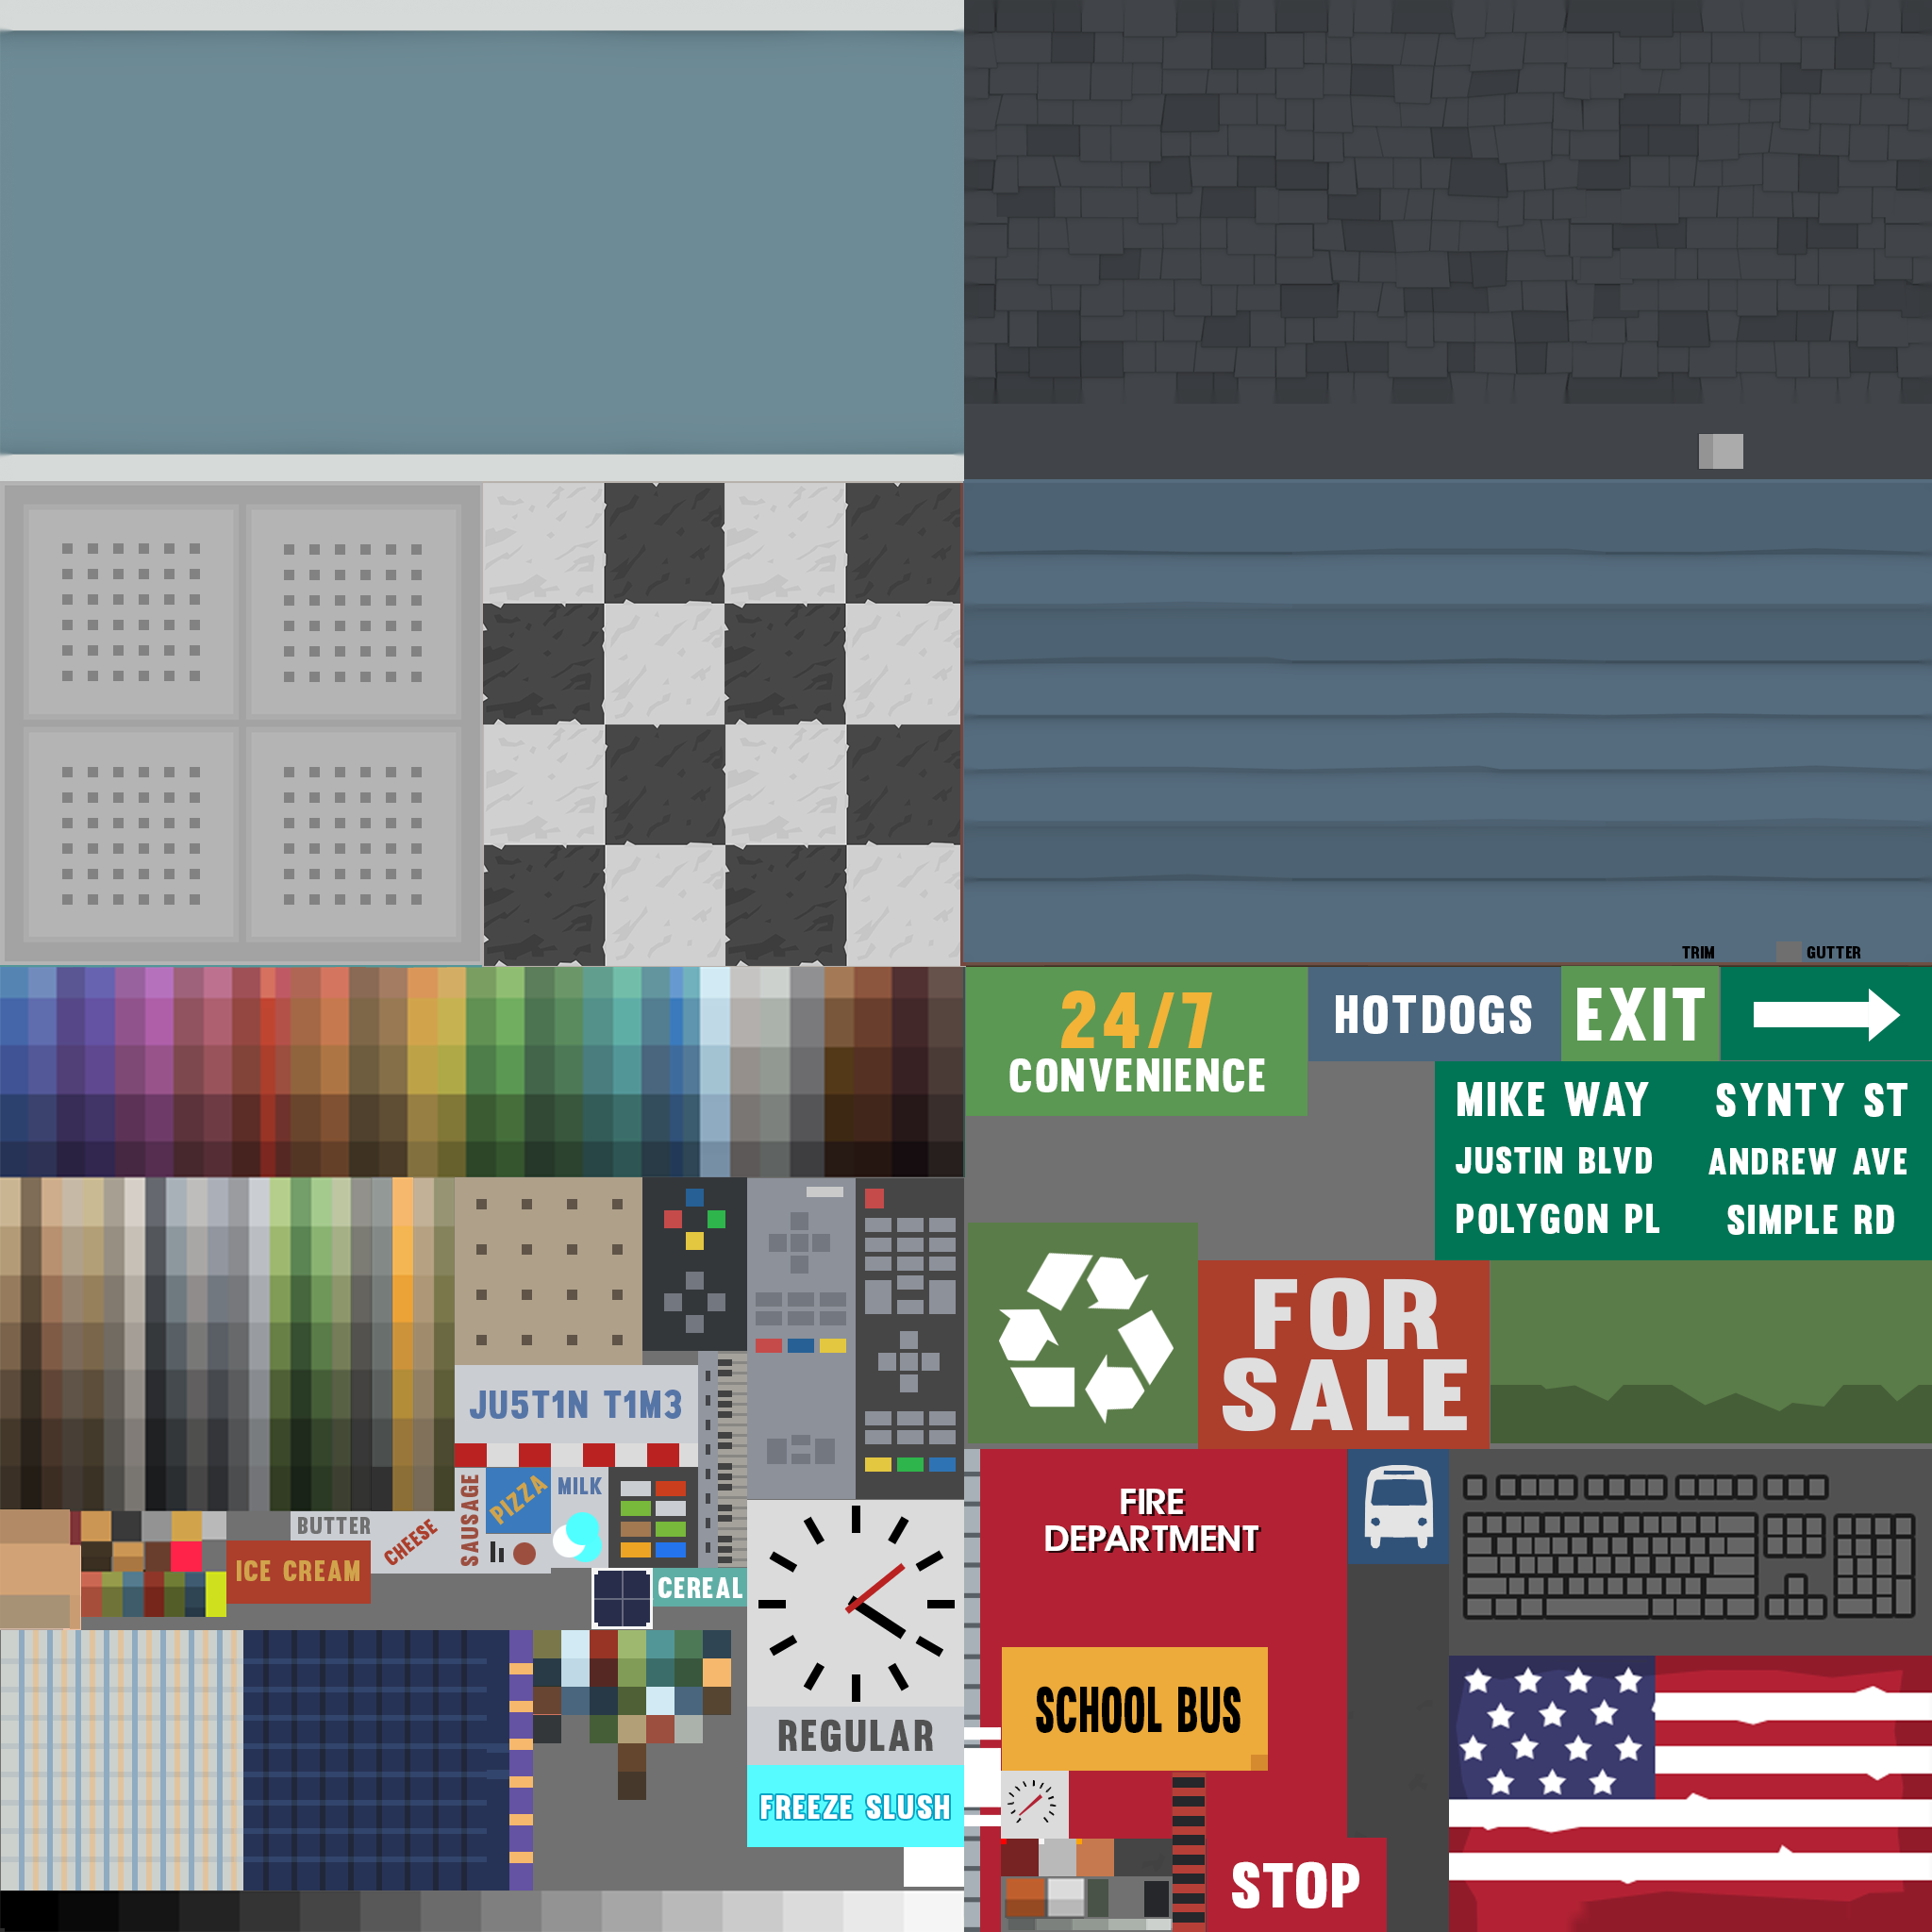 TRIM
GUTTER
24/7
CONVENIENCE
HOTDOGS
EXIT
MIKE WAY
SYNTY ST
JUSTIN BLVD
ANDREW AVE
POLYGON PL
SIMPLE RD
FOR
SALE
JU5T1N T1M3
SAUSAGE
PIZZA
MILK
BUTTER
CHEESE
ICE CREAM
CEREAL
REGULAR
FREEZE SLUSH
FIRE
DEPARTMENT
SCHOOL BUS
STOP